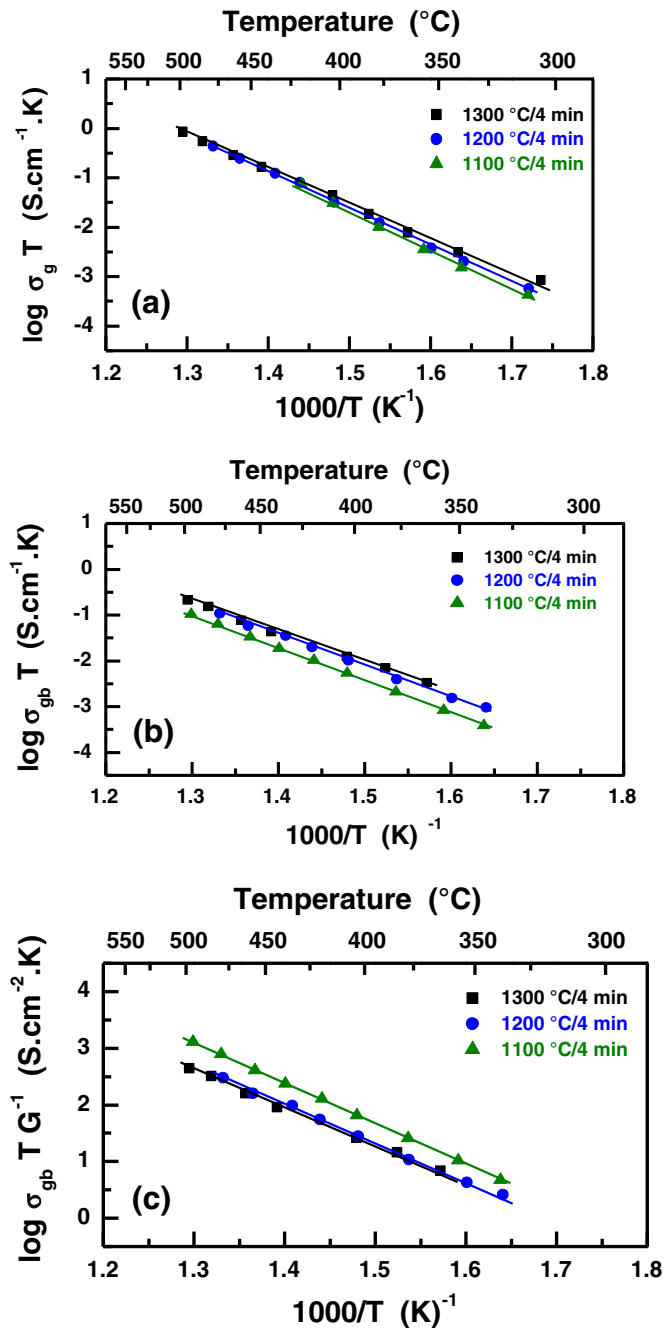 Temperature (°C)
550 500 450 400 350 300
1
0
-1
-2
-3
-4
log σg T (S.cm-1.K)
1300 °C/4 min
1200 °C/4 min
1100 °C/4 min
(a)
1.2 1.3 1.4 1.5 1.6 1.7 1.8
1000/T (K-1)
Temperature (°C)
550 500 450 400 350 300
1
0
-1
-2
-3
-4
log σgb T (S.cm-1.K)
1300 °C/4 min
1200 °C/4 min
1100 °C/4 min
(b)
1.2 1.3 1.4 1.5 1.6 1.7 1.8
1000/T (K) -1
Temperature (°C)
550 500 450 400 350 300
4
3
2
1
0
log σgb T G-1 (S.cm-2.K)
1300 °C/4 min
1200 °C/4 min
1100 °C/4 min
(c)
1.2 1.3 1.4 1.5 1.6 1.7 1.8
1000/T (K)-1